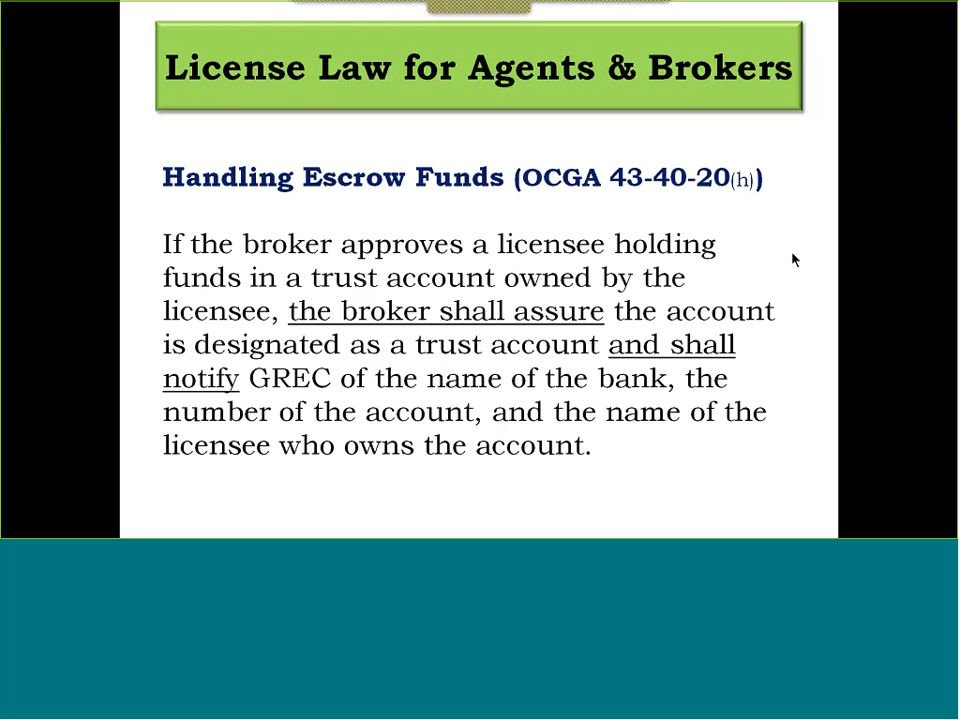 License Law for Agents & Brokers
Handling Escrow Funds (OCGA 43-40-20(h))
If the broker approves a licensee holding
funds in a trust account owned by the
licensee, the broker shall assure the account
is designated as a trust account and shall
notify GREC of the name of the bank, the
number of the account, and the name of the
licensee who owns the account.